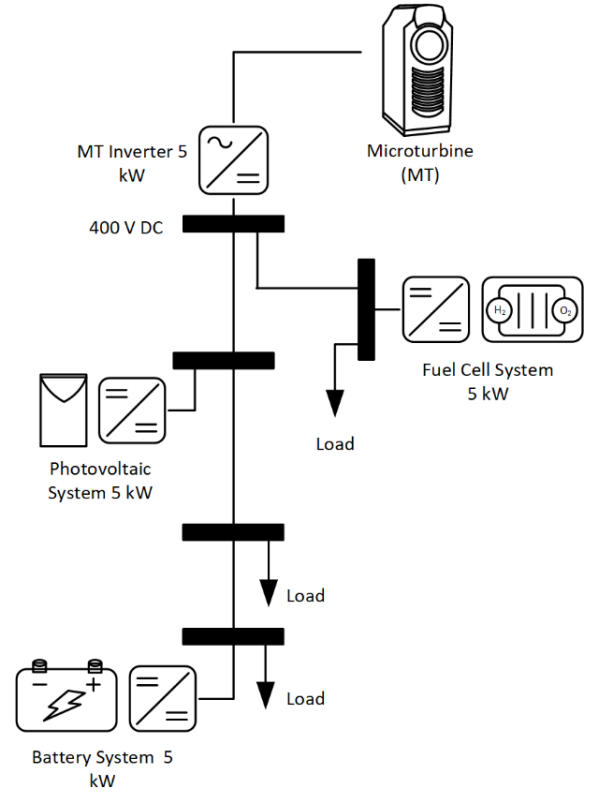 MT Inverter 5
kW
Microturbine
(MT)
400 V DC
H₂
O₂
Fuel Cell System
5 kW
Load
Photovoltaic
System 5 kW
Load
Load
Battery System 5
kW